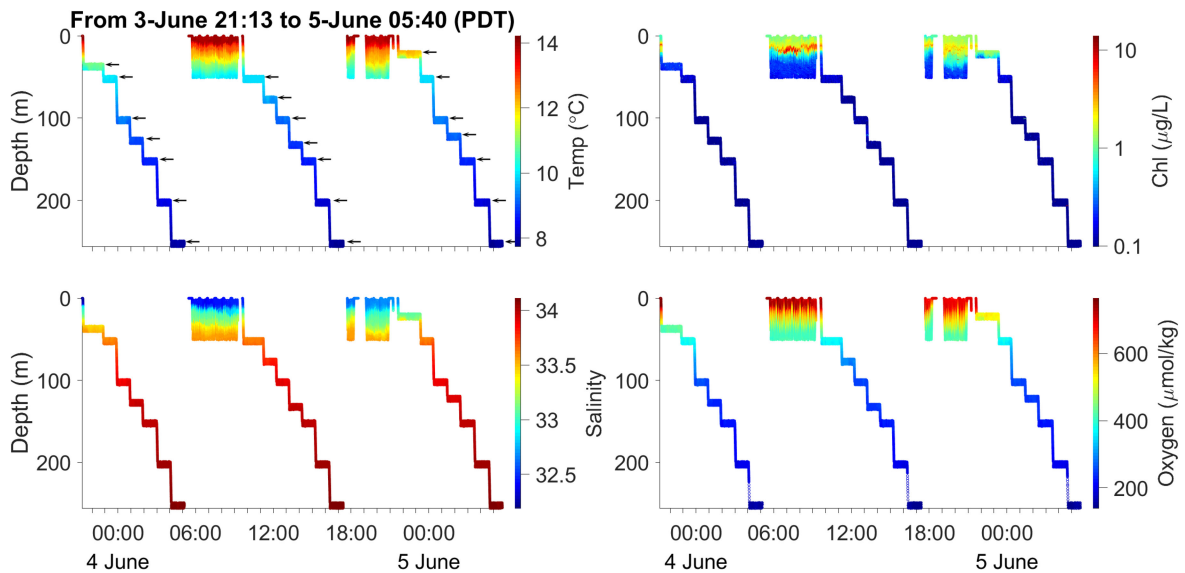 From 3-June 21:13 to 5-June 05:40 (PDT)
0
100
200
Depth (m)
14
12
10
8
Temp (°C)
0
100
200
10
1
0.1
Chl (μg/L)
0
100
200
Depth (m)
34
33.5
33
32.5
Salinity
00:00 06:00 12:00 18:00 00:00
4 June 5 June
0
100
200
600
400
200
Oxygen (μmol/kg)
00:00 06:00 12:00 18:00 00:00
4 June 5 June